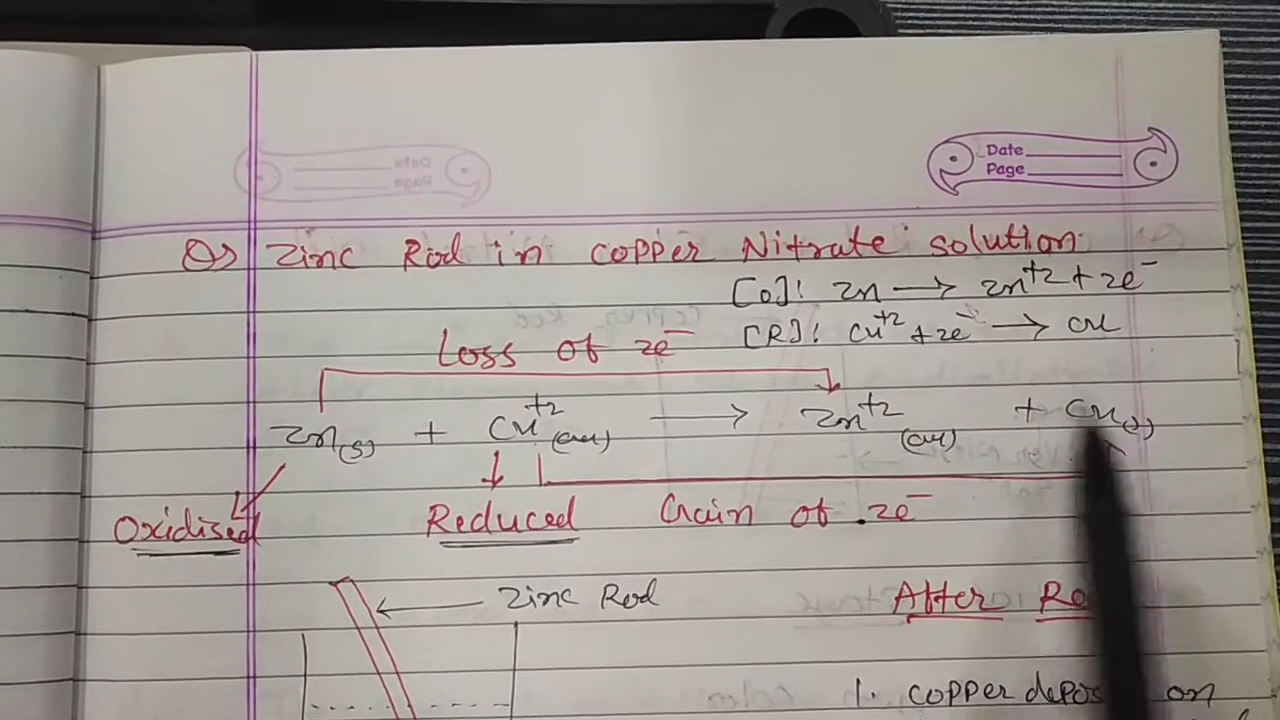 Date
Page
Q) Zinc Rod in copper Nitrate solution.
[O]: Zn → Zn+2 + 2e-
[R]: Cu+2 + 2e- → Cu
Loss of 2e-
Zn(s) + Cu+2(aq) → Zn+2(aq) + Cu(s)
Oxidised
Reduced
Gain of 2e-
Zinc Rod
After
1. copper on